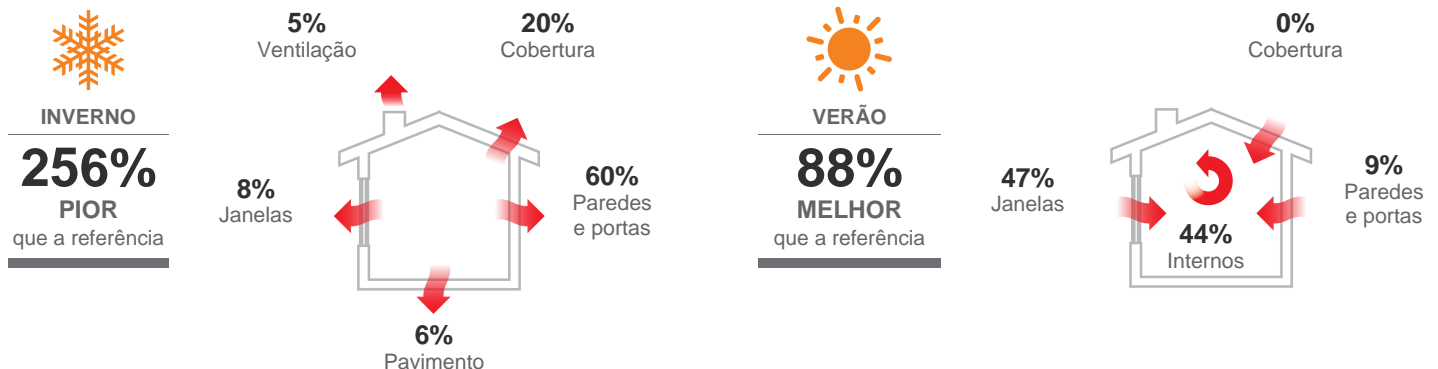 INVERNO
256%
PIOR
que a referência
5%
Ventilação
20%
Cobertura
8%
Janelas
60%
Paredes
e portas
6%
Pavimento
VERÃO
88%
MELHOR
que a referência
0%
Cobertura
47%
Janelas
9%
Paredes
e portas
44%
Internos